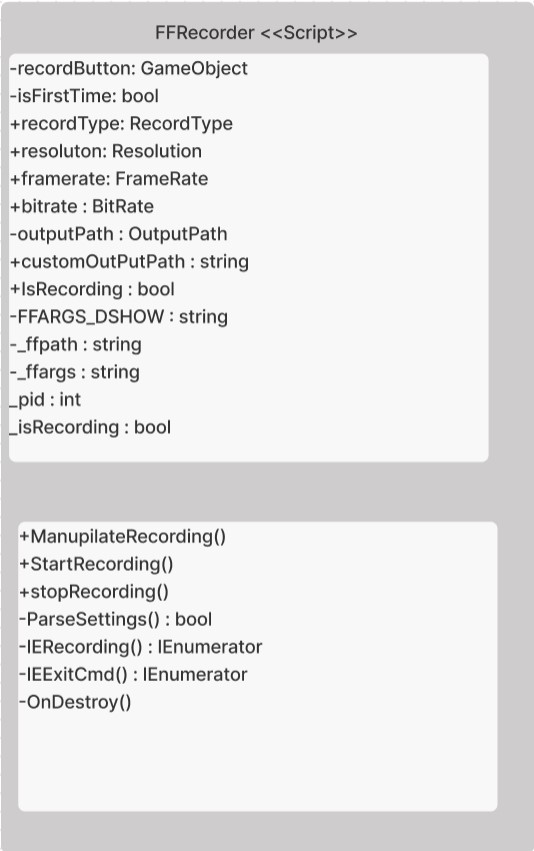 FFRecorder <<Script>>
-recordButton: GameObject
-isFirstTime: bool
+recordType: RecordType
+resoluton: Resolution
+framerate: FrameRate
+bitrate : BitRate
-outputPath : OutputPath
+customOutPutPath : string
+IsRecording : bool
-FFARGS_DSHOW : string
-_ffpath : string
-_ffargs : string
_pid : int
_isRecording : bool
+ManupilateRecording()
+StartRecording()
+stopRecording()
-ParseSettings() : bool
-IERecording() : IEnumerator
-IEExitCmd() : IEnumerator
-OnDestroy()